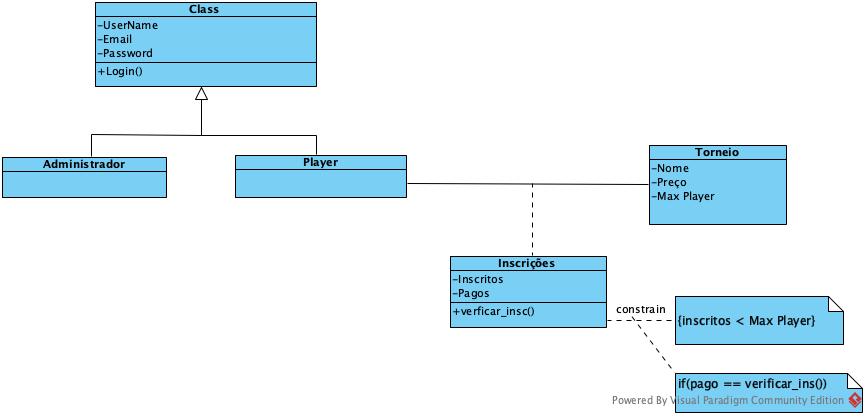 Class
-UserName
-Email
-Password
+Login()
Administrador
Player
Torneio
-Nome
-Preço
-Max Player
Inscrições
-Inscritos
-Pagos
+verficar_insc()
constrain
{inscritos < Max Player}
if(pago == verificar_ins())
Powered By Visual Paradigm Community Edition